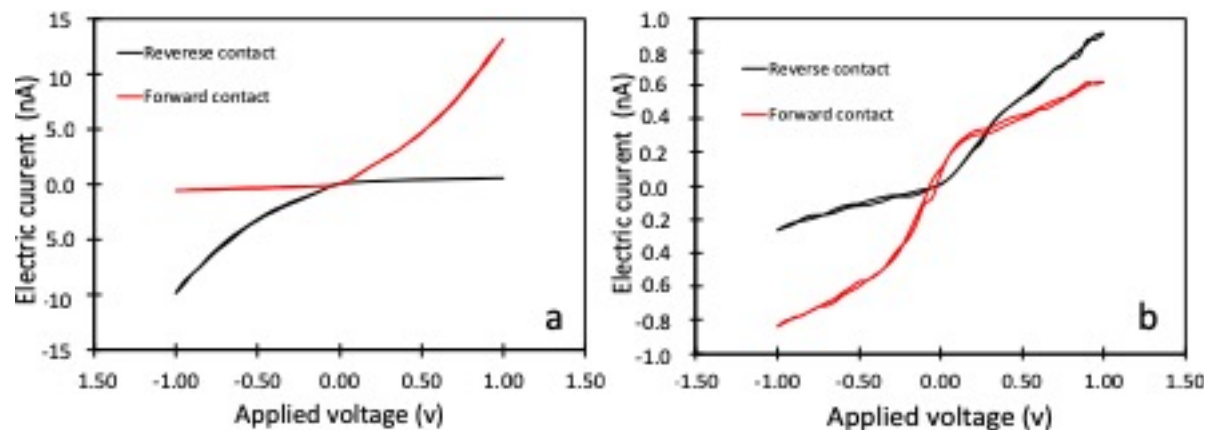 15
10
5.0
0.0
5.0
-10
-15
Electric cuurent (nA)
Reverese contact
Forward contact
a
1.50 -1.00 -0.50 0.00 0.50 1.00 1.50
Applied voltage (v)
1.0
0.8
0.6
0.4
0.2
0.0
0.2
0.4
0.6
-0.8
-1.0
Electric cuurent (nA)
Reverse contact
Forward contact
b
-1.50 -1.00 -0.50 0.00 0.50 1.00 1.50
Applied voltage (v)